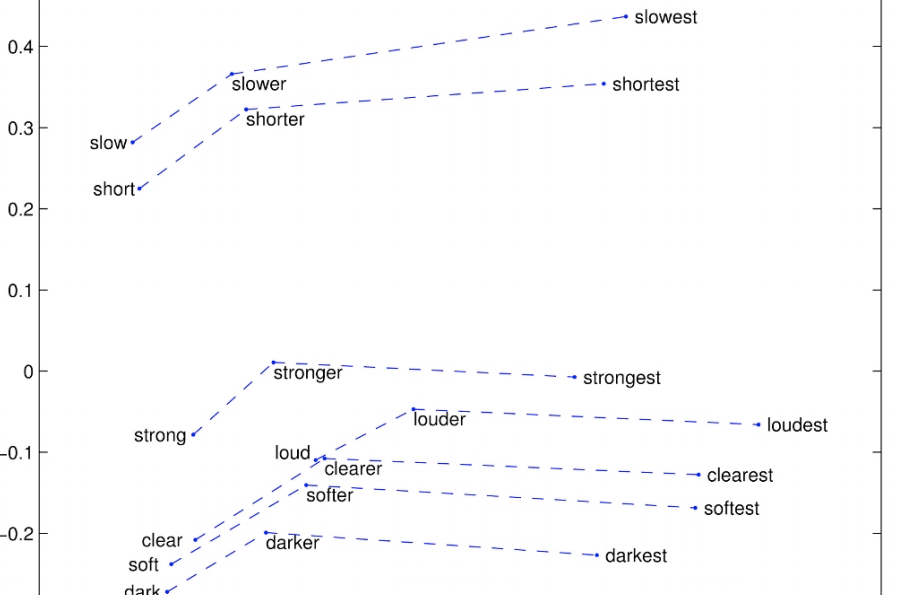 slowest
0.4
slower
shortest
shorter
0.3
slow
short
0.2
0.1
0
stronger
strongest
louder
loudest
strong
loud
−0.1
clearer
clearest
softer
softest
−0.2
clear
darker
darkest
soft
dark